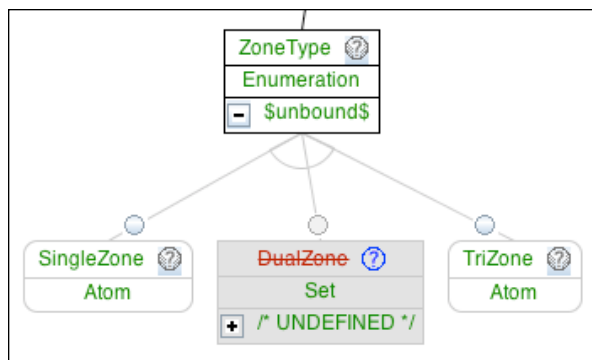 ZoneType ?
Enumeration
- $unbound$
SingleZone ?
Atom
DualZone ?
Set
+ /* UNDEFINED */
TriZone ?
Atom